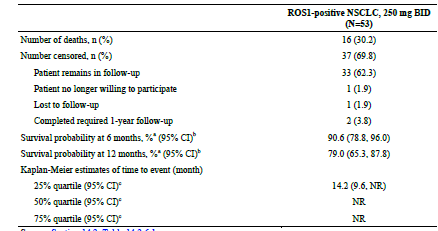 ROS1-positive NSCLC, 250 mg BID
(N=53)
Number of deaths, n (%) 16 (30.2)
Number censored, n (%) 37 (69.8)
Patient remains in follow-up 33 (62.3)
Patient no longer willing to participate 1 (1.9)
Lost to follow-up 1 (1.9)
Completed required 1-year follow-up 2 (3.8)
Survival probability at 6 months, %ᵃ (95% CI)ᵇ 90.6 (78.8, 96.0)
Survival probability at 12 months, %ᵃ (95% CI)ᵇ 79.0 (65.3, 87.8)
Kaplan-Meier estimates of time to event (month)
25% quartile (95% CI)ᶜ 14.2 (9.6, NR)
50% quartile (95% CI)ᶜ NR
75% quartile (95% CI)ᶜ NR